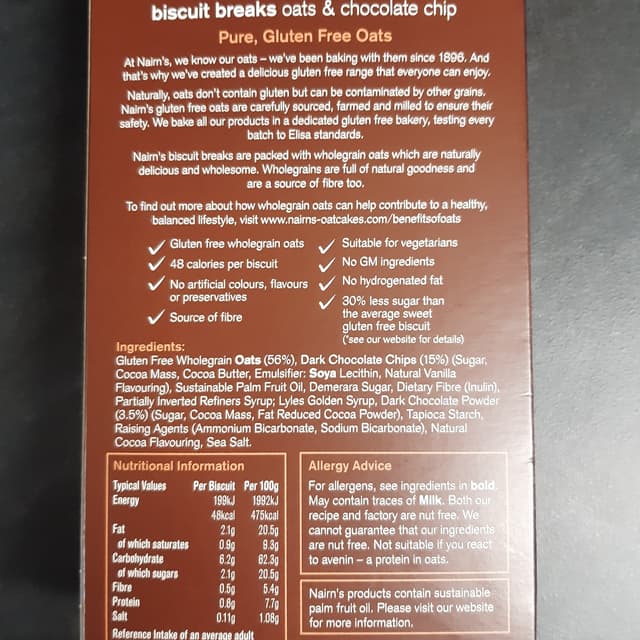 biscuit breaks oats & chocolate chip
Pure, Gluten Free Oats
At Nairn's, we know our oats – we've been baking with them since 1896. And
that's why we've created a delicious gluten free range that everyone can enjoy.
Naturally, oats don't contain gluten but can be contaminated by other grains.
Nairn's gluten free oats are carefully sourced, farmed and milled to ensure their
safety. We bake all our products in a dedicated gluten free bakery, testing every
batch to Elisa standards.
Nairn's biscuit breaks are packed with wholegrain oats which are naturally
delicious and wholesome. Wholegrains are full of natural goodness and
are a source of fibre too.
To find out more about how wholegrain oats can help contribute to a healthy,
balanced lifestyle, visit www.nairns-oatcakes.com/benefitsofoats
Gluten free wholegrain oats
48 calories per biscuit
No artificial colours, flavours
or preservatives
Source of fibre
Suitable for vegetarians
No GM ingredients
No hydrogenated fat
30% less sugar than
the average sweet
gluten free biscuit
(*see our website for details)
Ingredients:
Gluten Free Wholegrain Oats (56%), Dark Chocolate Chips (15%) (Sugar,
Cocoa Mass, Cocoa Butter, Emulsifier: Soya Lecithin, Natural Vanilla
Flavouring), Sustainable Palm Fruit Oil, Demerara Sugar, Dietary Fibre (Inulin),
Partially Inverted Refiners Syrup; Lyles Golden Syrup, Dark Chocolate Powder
(3.5%) (Sugar, Cocoa Mass, Fat Reduced Cocoa Powder), Tapioca Starch,
Raising Agents (Ammonium Bicarbonate, Sodium Bicarbonate), Natural
Cocoa Flavouring, Sea Salt.
Nutritional Information
Typical Values Per Biscuit Per 100g
Energy 199kJ 1992kJ
48kcal 475kcal
Fat 2.1g 20.5g
of which saturates 0.9g 9.3g
Carbohydrate 6.2g 62.3g
of which sugars 2.1g 20.5g
Fibre 0.5g 5.4g
Protein 0.8g 7.7g
Salt 0.11g 1.08g
Reference Intake of an average adult
Allergy Advice
For allergens, see ingredients in bold.
May contain traces of Milk. Both our
recipe and factory are nut free. We
cannot guarantee that our ingredients
are nut free. Not suitable if you react
to avenin – a protein in oats.
Nairn's products contain sustainable
palm fruit oil. Please visit our website
for more information.